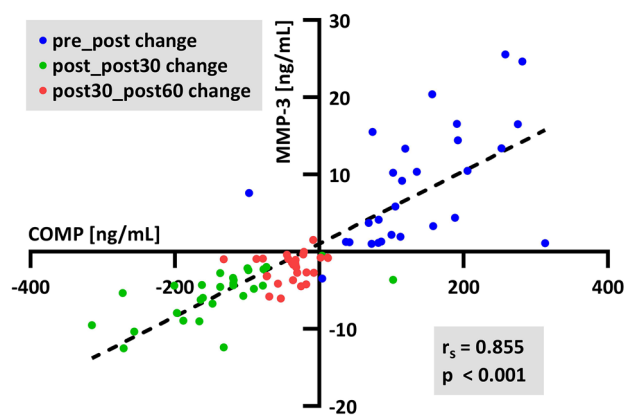 pre_post change
post_post30 change
post30_post60 change
MMP-3 [ng/mL]
COMP [ng/mL]
30
20
10
-10
-20
-400
-200
0
200
400
rs = 0.855
p < 0.001